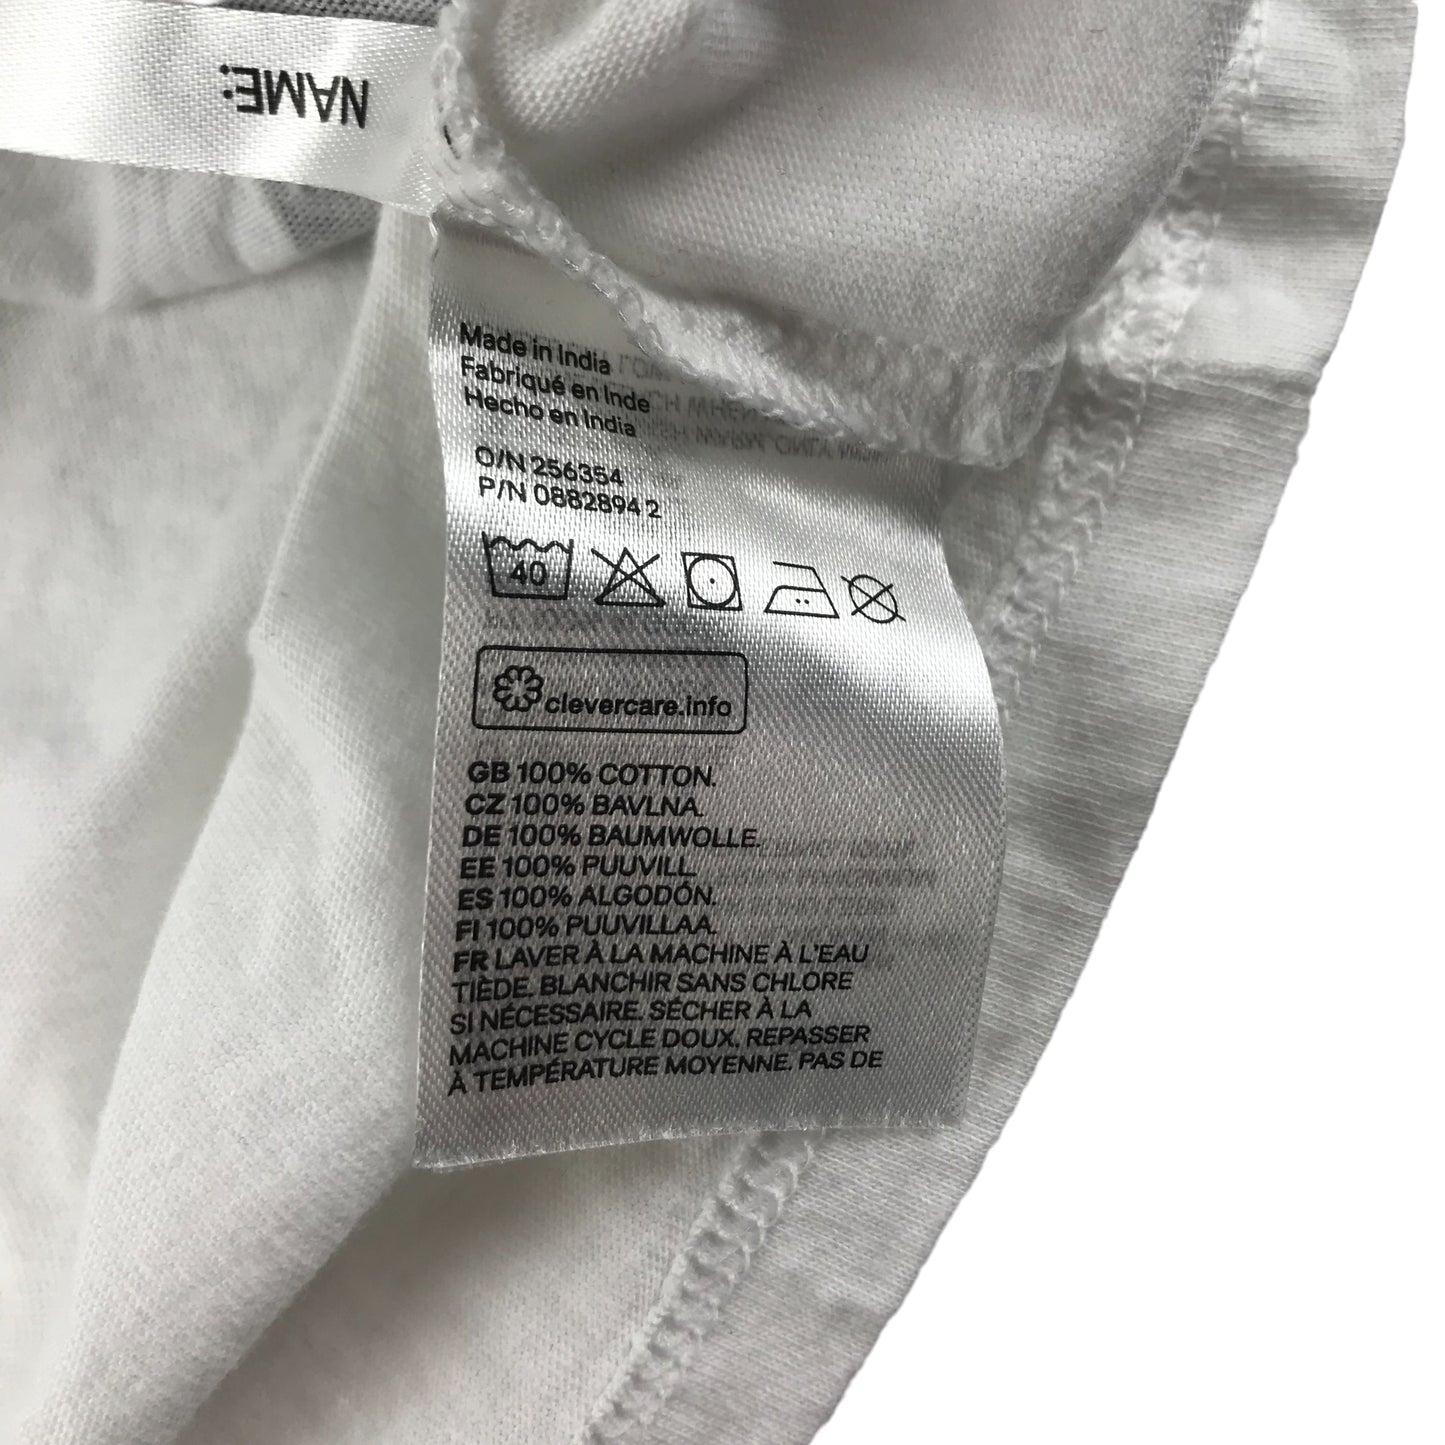 NAME:
Made in India
Fabriqué en Inde
Hecho en India
O/N 256354
P/N 0882894 2
40
clevercare.info
GB 100% COTTON.
CZ 100% BAVLNA.
DE 100% BAUMWOLLE.
EE 100% PUUVILL.
ES 100% ALGODÓN.
FI 100% PUUVILLAA.
FR LAVER À LA MACHINE À L'EAU
TIÈDE. BLANCHIR SANS CHLORE
SI NÉCESSAIRE. SÉCHER À LA
MACHINE CYCLE DOUX. REPASSER
À TEMPÉRATURE MOYENNE. PAS DE